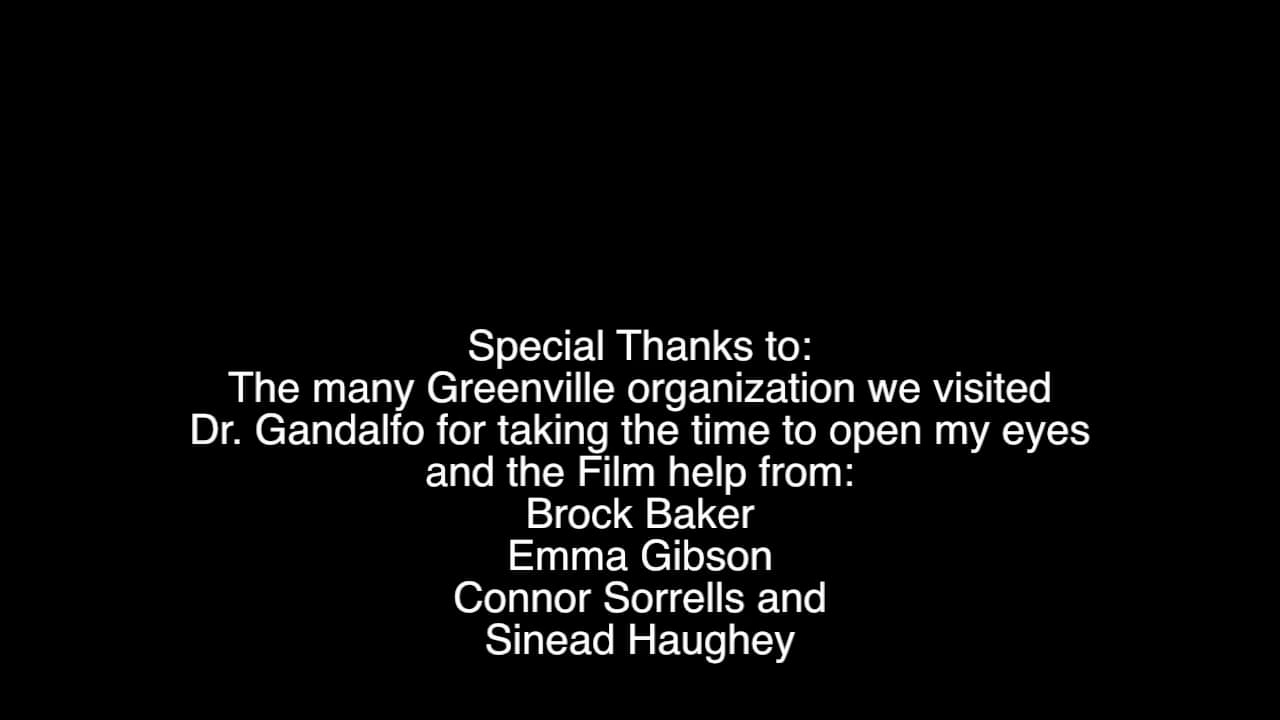 Special Thanks to:
The many Greenville organization we visited
Dr. Gandalfo for taking the time to open my eyes
and the Film help from:
Brock Baker
Emma Gibson
Connor Sorrells and
Sinead Haughey